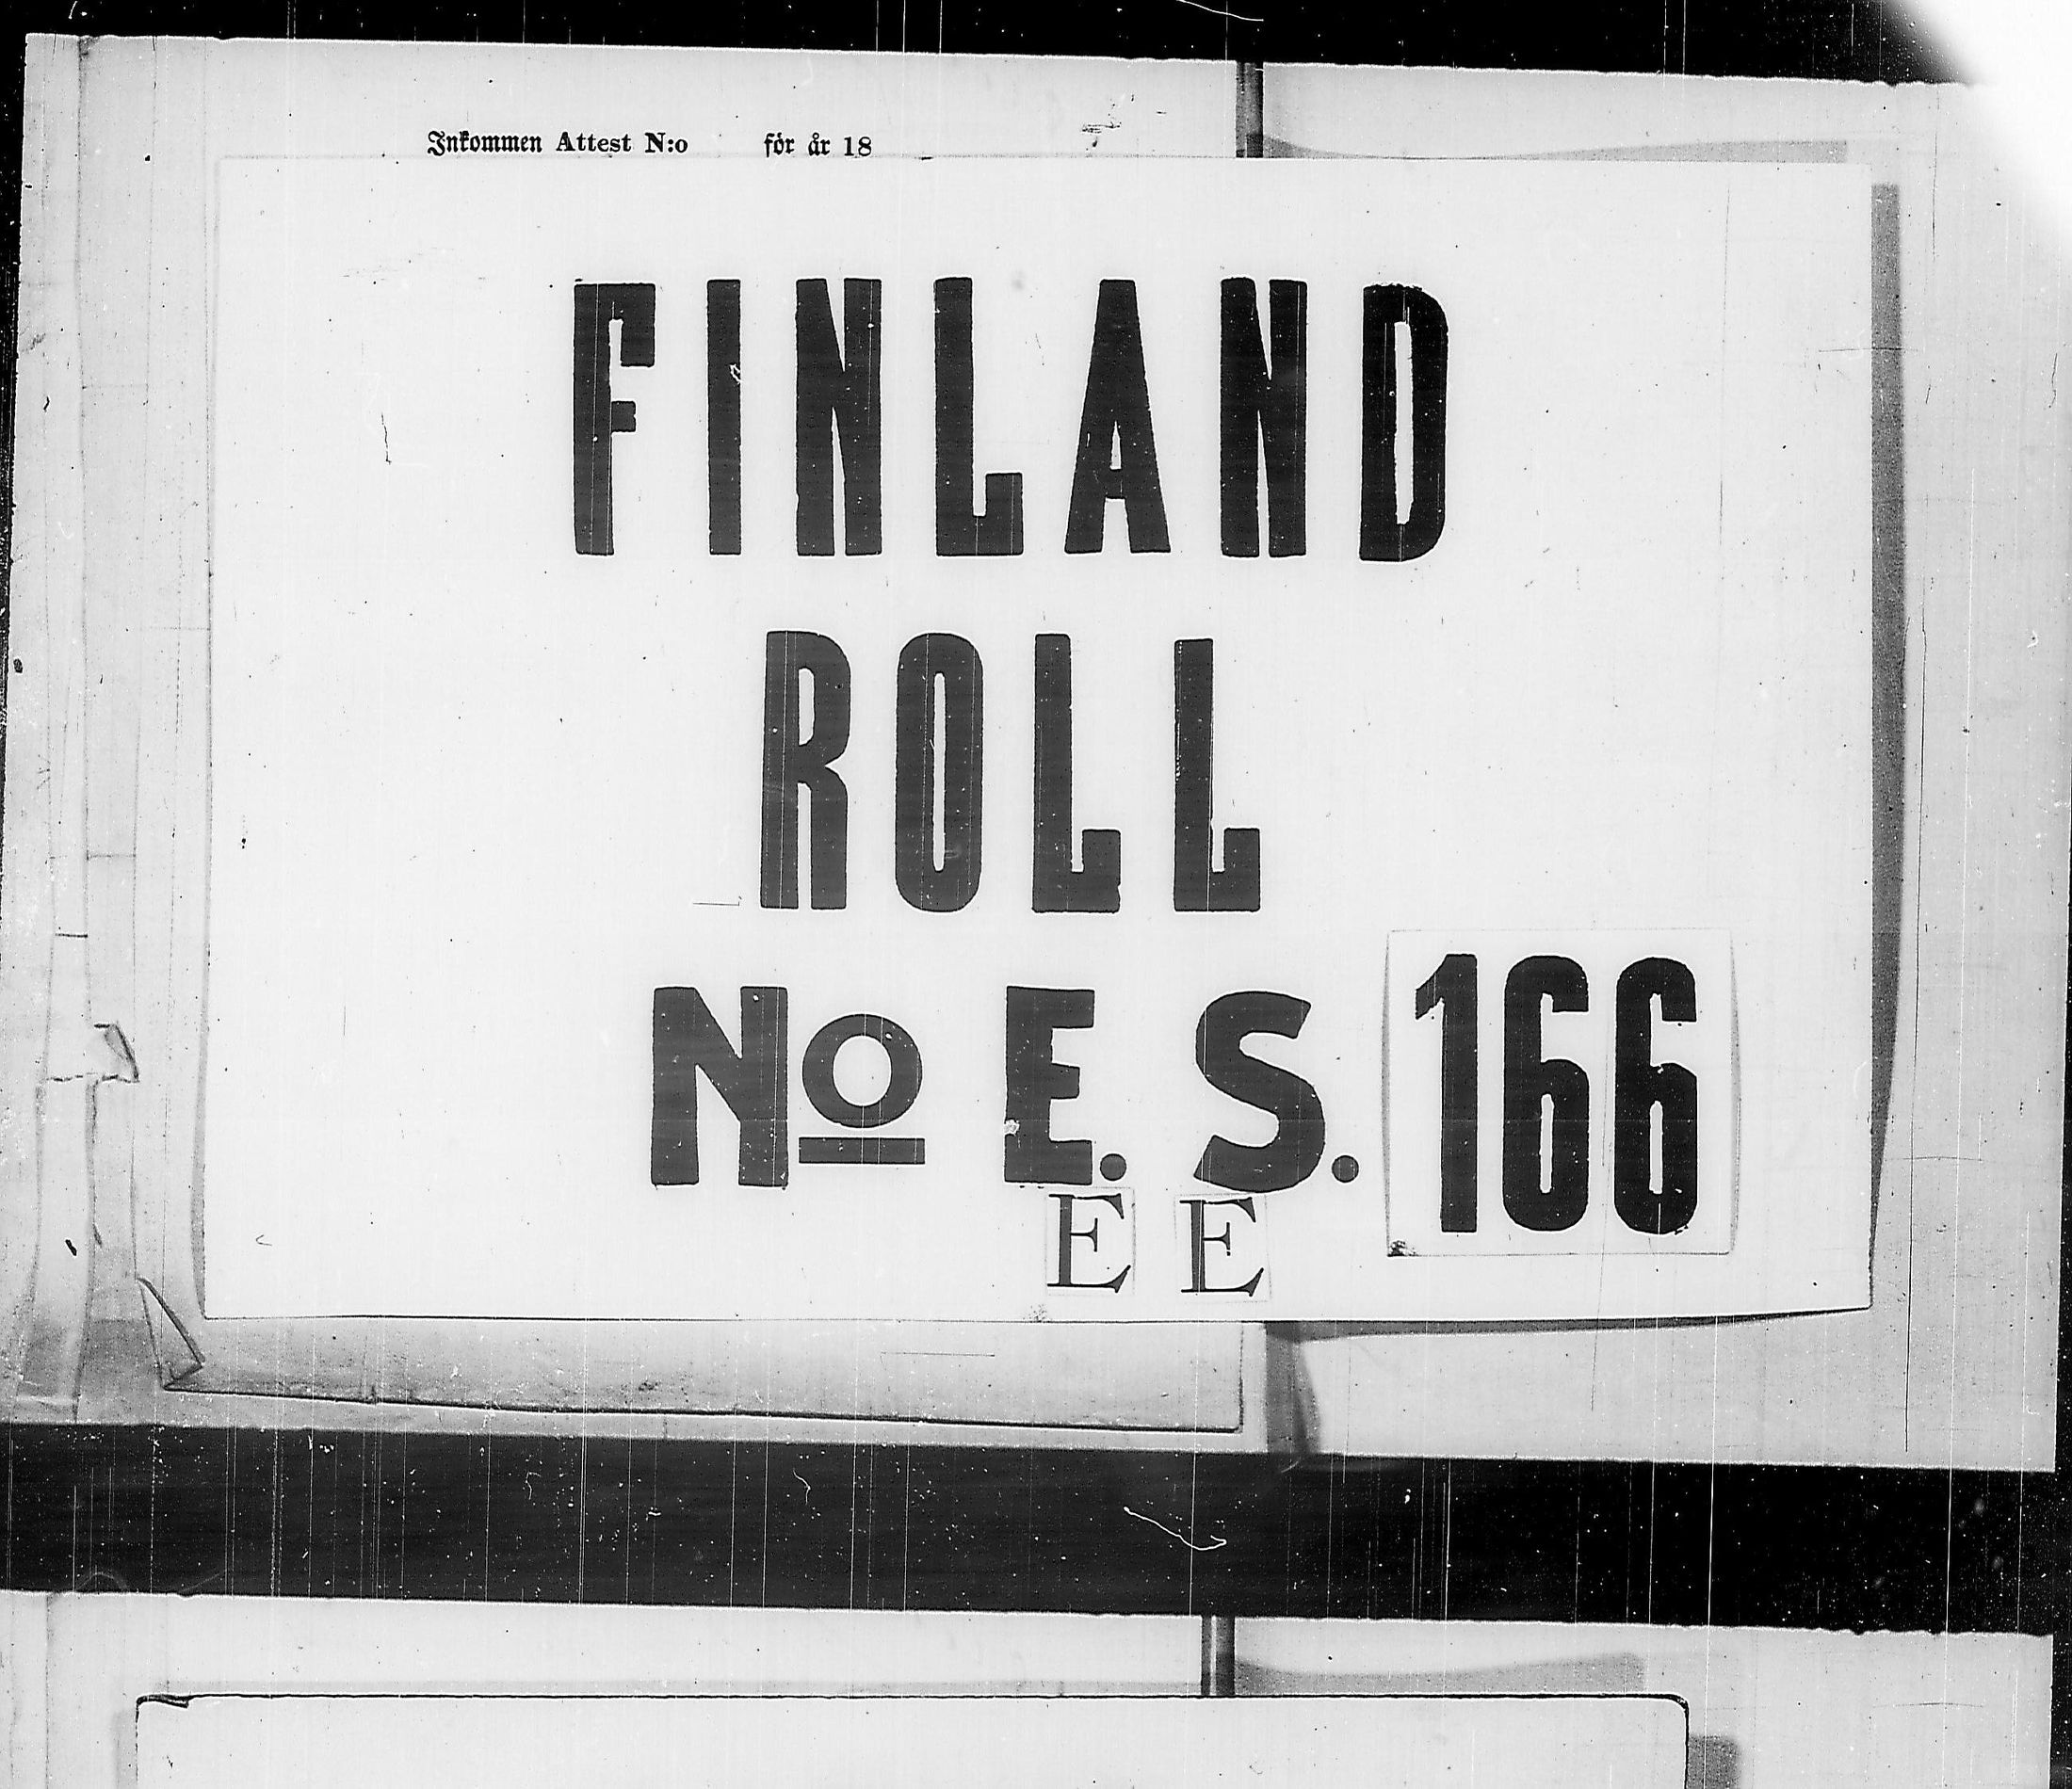 Inkommen Attest N:o för år 18
FINLAND
ROLL
No E. S. 166
E E